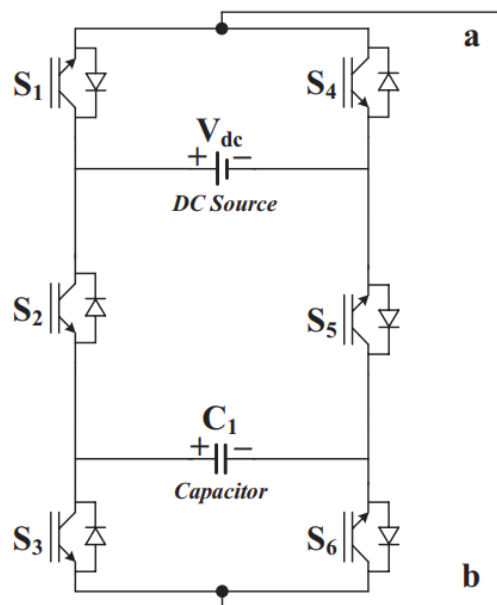 a
S1
S4
Vdc
+ −
DC Source
S2
S5
C1
+ −
Capacitor
S3
S6
b